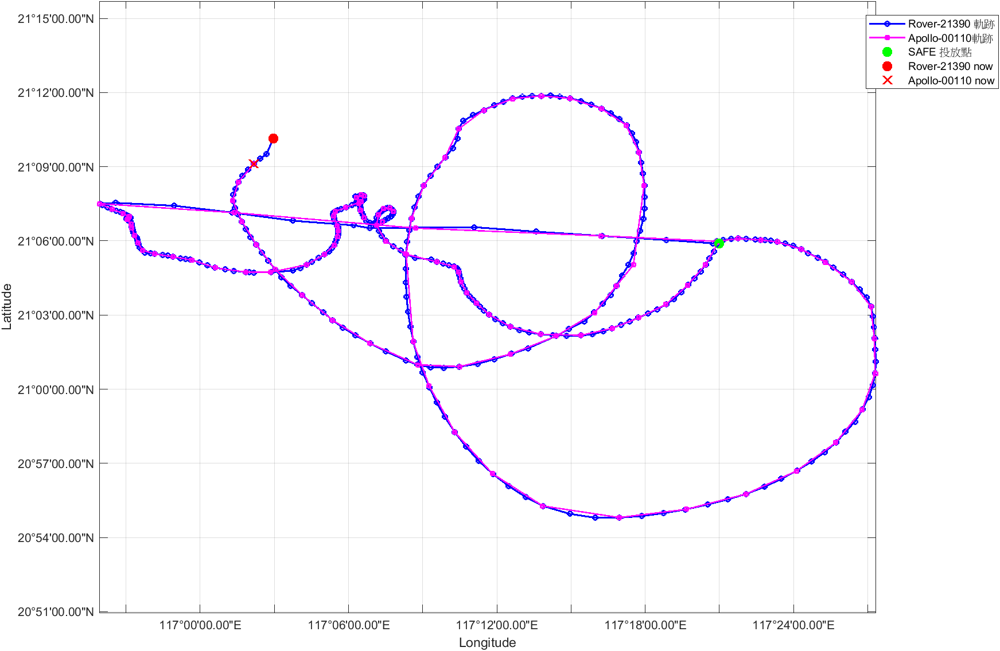 21°15'00.00"N
21°12'00.00"N
21°09'00.00"N
21°06'00.00"N
21°03'00.00"N
21°00'00.00"N
20°57'00.00"N
20°54'00.00"N
20°51'00.00"N
Latitude
117°00'00.00"E
117°06'00.00"E
117°12'00.00"E
117°18'00.00"E
117°24'00.00"E
Longitude
Rover-21390 軌跡
Apollo-00110軌跡
SAFE 投放點
Rover-21390 now
Apollo-00110 now